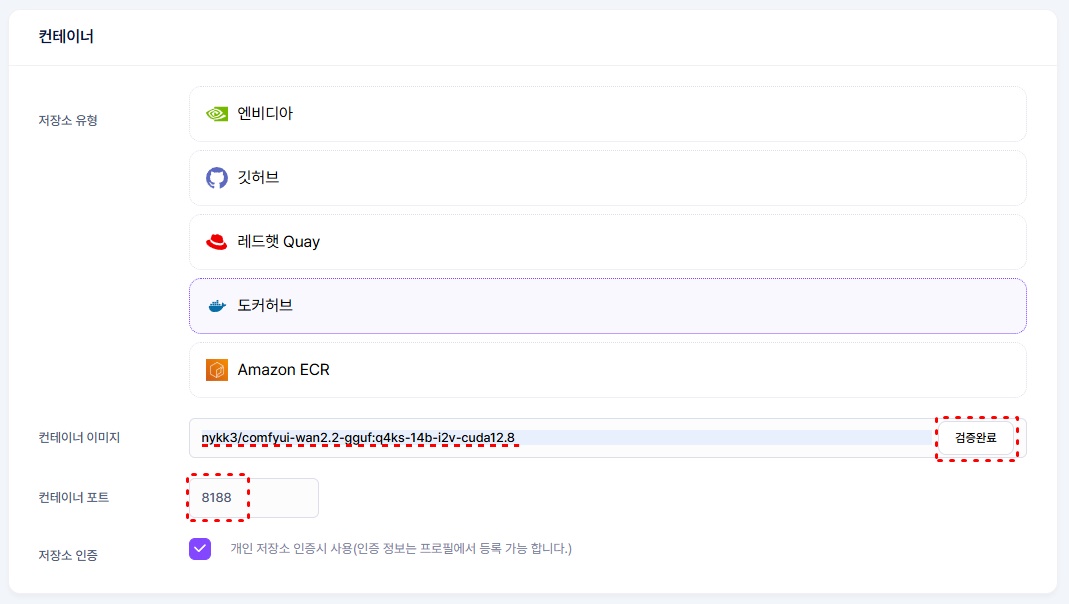 컨테이너
저장소 유형
엔비디아
깃허브
레드햇 Quay
도커허브
Amazon ECR
컨테이너 이미지
nykk3/comfyui-wan2.2-gguf:q4ks-14b-i2v-cuda12.8
검증완료
컨테이너 포트
8188
저장소 인증
개인 저장소 인증시 사용(인증 정보는 프로필에서 등록 가능 합니다.)